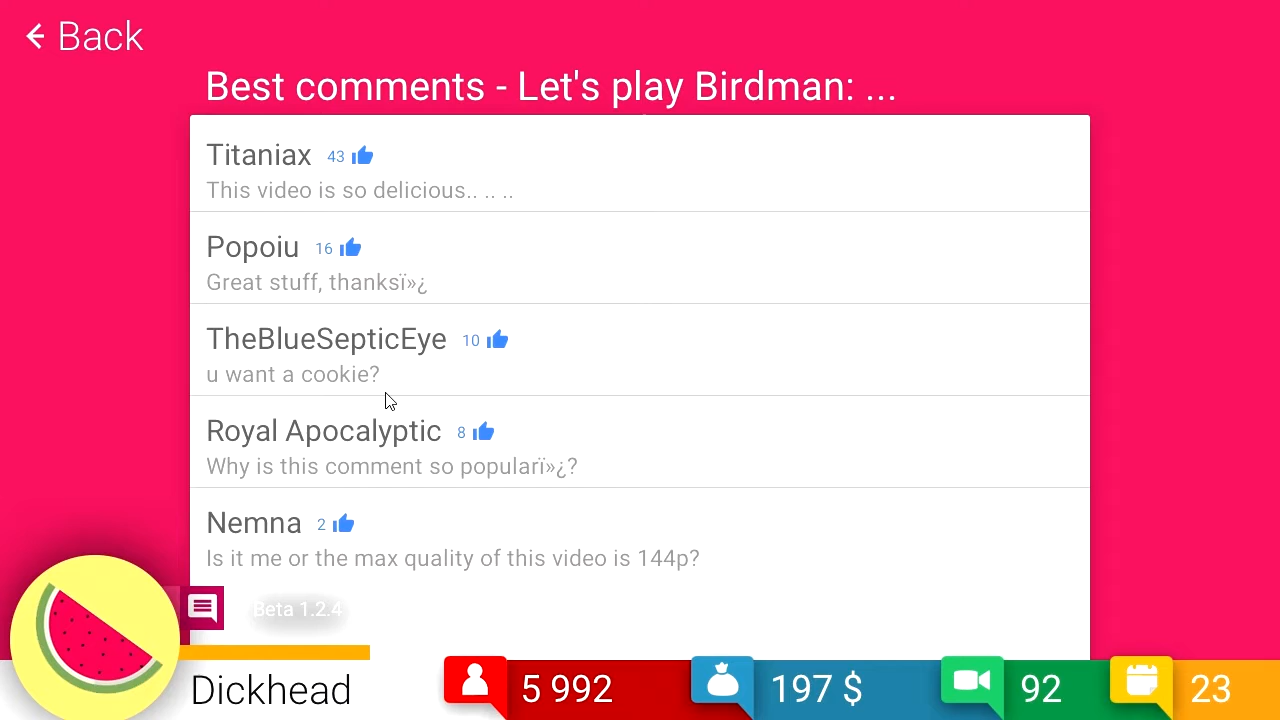 Back
Best comments - Let's play Birdman: ...
Titaniax 43
This video is so delicious.. .. ..
Popoiu 16
Great stuff, thanksï»¿
TheBlueSepticEye 10
u want a cookie?
Royal Apocalyptic 8
Why is this comment so popularï»¿?
Nemna 2
Is it me or the max quality of this video is 144p?
Beta 1.2.4
Dickhead 5 992 197 $ 92 23